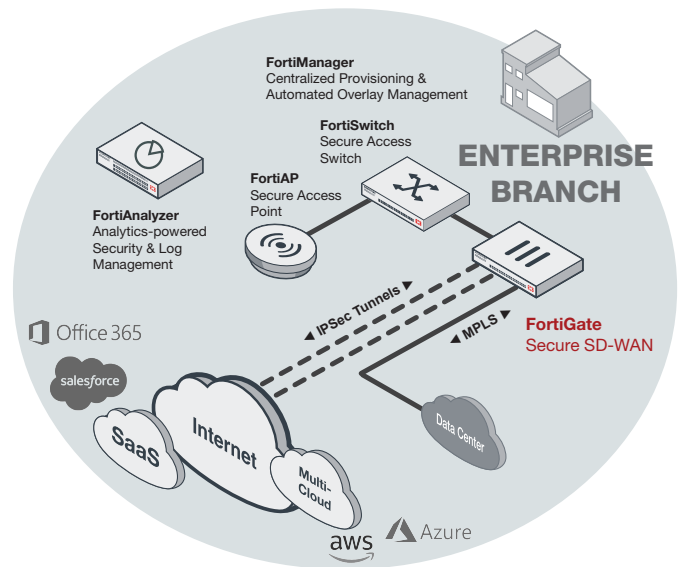 FortiManager
Centralized Provisioning &
Automated Overlay Management
FortiSwitch
Secure Access
Switch
ENTERPRISE
BRANCH
FortiAP
Secure Access
Point
FortiAnalyzer
Analytics-powered
Security & Log
Management
◄ IPSec Tunnels ►
◄ MPLS ►
FortiGate
Secure SD-WAN
Office 365
salesforce
SaaS
Internet
Multi-
Cloud
Data Center
aws
Azure